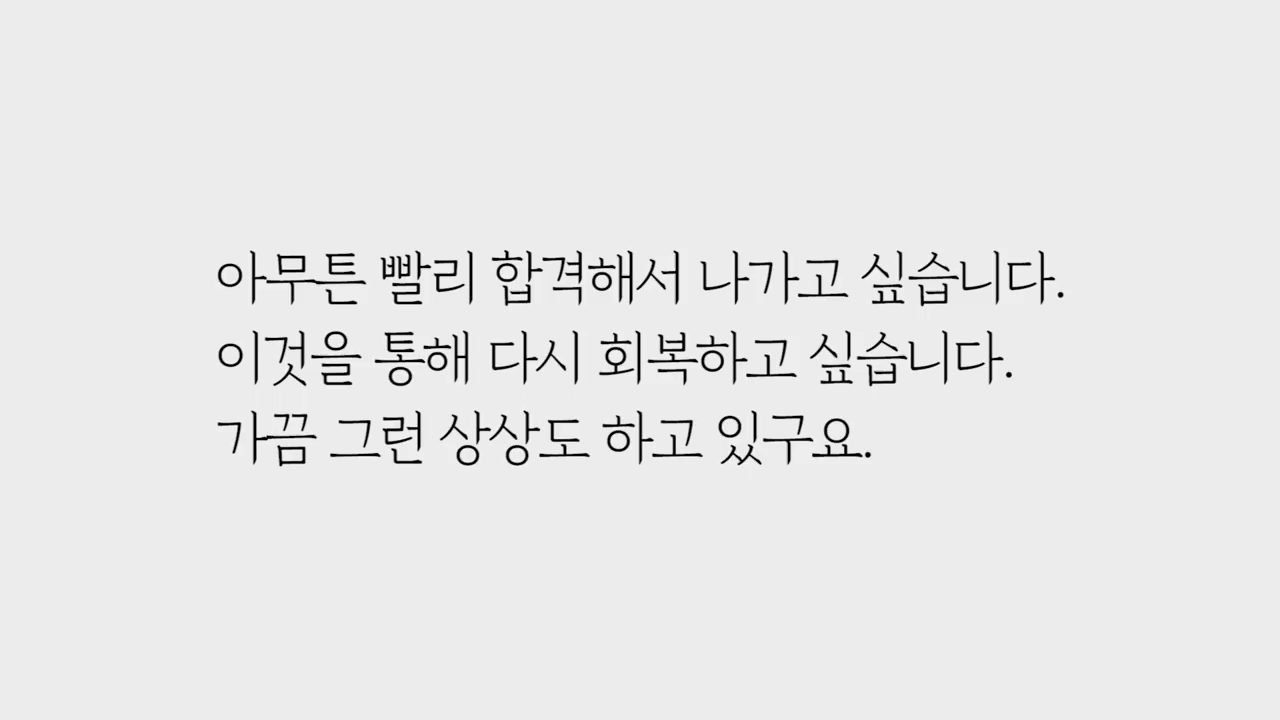 아무튼 빨리 합격해서 나가고 싶습니다.
이것을 통해 다시 회복하고 싶습니다.
가끔 그런 상상도 하고 있구요.